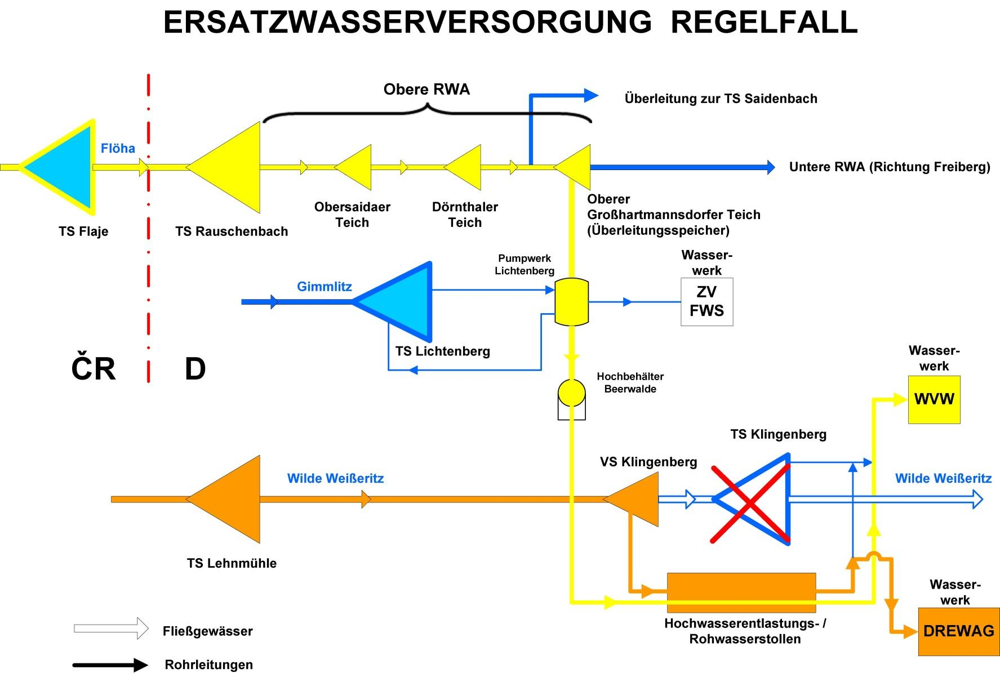 ERSATZWASSERVERSORGUNG REGELFALL
Obere RWA
Überleitung zur TS Saidenbach
Flöha
Untere RWA (Richtung Freiberg)
TS Flaje
TS Rauschenbach
Obersaidaer
Teich
Dörnthaler
Teich
Oberer
Großhartmannsdorfer Teich
(Überleitungsspeicher)
Pumpwerk
Lichtenberg
Wasser-
werk
ZV
FWS
Gimmlitz
TS Lichtenberg
ČR
D
Hochbehälter
Beerwalde
Wasser-
werk
WVW
TS Klingenberg
VS Klingenberg
Wilde Weißeritz
Wilde Weißeritz
TS Lehnmühle
Wasser-
werk
DREWAG
Hochwasserentlastungs- /
Rohwasserstollen
Fließgewässer
Rohrleitungen